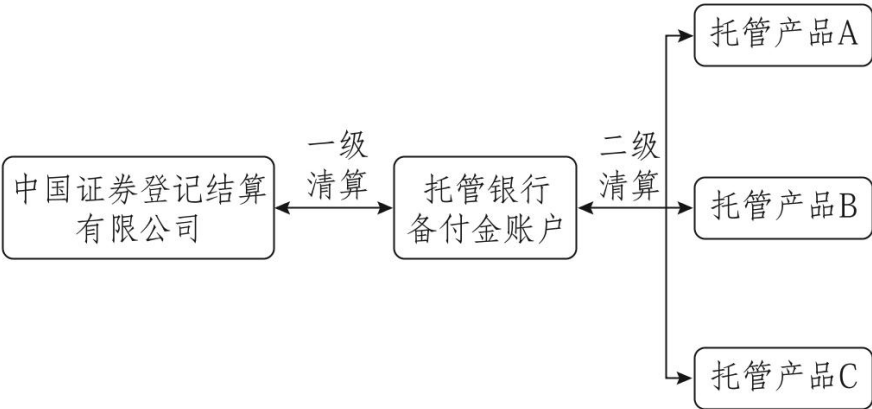 中国证券登记结算
有限公司
一级
清算
托管银行
备付金账户
二级
清算
托管产品A
托管产品B
托管产品C